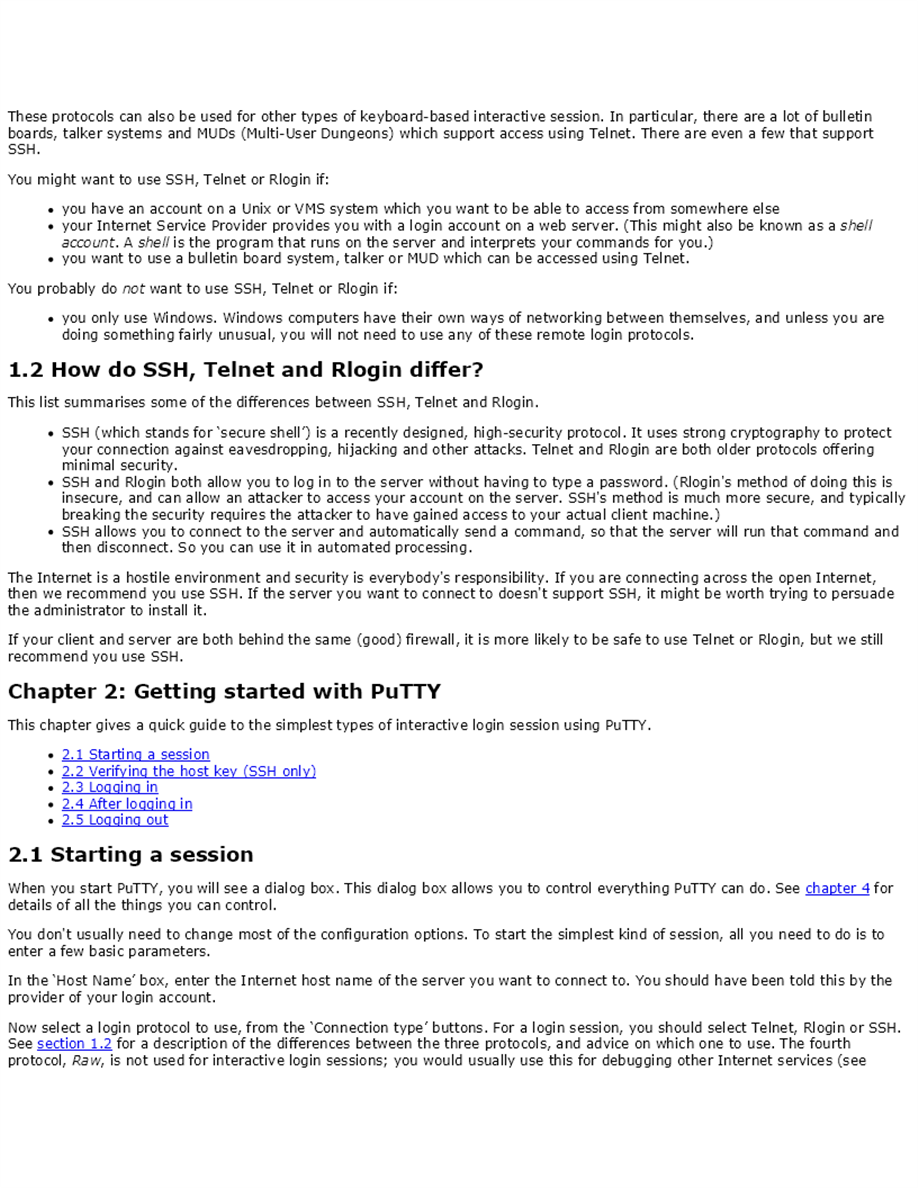 These protocols can also be used for other types of keyboard-based interactive session. In particular, there are a lot of bulletin
boards, talker systems and MUDs (Multi-User Dungeons) which support access using Telnet. There are even a few that support
SSH.
You might want to use SSH, Telnet or Rlogin if:
• you have an account on a Unix or VMS system which you want to be able to access from somewhere else
• your Internet Service Provider provides you with a login account on a web server. (This might also be known as a shell
account. A shell is the program that runs on the server and interprets your commands for you.)
• you want to use a bulletin board system, talker or MUD which can be accessed using Telnet.
You probably do not want to use SSH, Telnet or Rlogin if:
• you only use Windows. Windows computers have their own ways of networking between themselves, and unless you are
doing something fairly unusual, you will not need to use any of these remote login protocols.
1.2 How do SSH, Telnet and Rlogin differ?
This list summarises some of the differences between SSH, Telnet and Rlogin.
• SSH (which stands for ‘secure shell’) is a recently designed, high-security protocol. It uses strong cryptography to protect
your connection against eavesdropping, hijacking and other attacks. Telnet and Rlogin are both older protocols offering
minimal security.
• SSH and Rlogin both allow you to log in to the server without having to type a password. (Rlogin's method of doing this is
insecure, and can allow an attacker to access your account on the server. SSH's method is much more secure, and typically
breaking the security requires the attacker to have gained access to your actual client machine.)
• SSH allows you to connect to the server and automatically send a command, so that the server will run that command and
then disconnect. So you can use it in automated processing.
The Internet is a hostile environment and security is everybody's responsibility. If you are connecting across the open Internet,
then we recommend you use SSH. If the server you want to connect to doesn't support SSH, it might be worth trying to persuade
the administrator to install it.
If your client and server are both behind the same (good) firewall, it is more likely to be safe to use Telnet or Rlogin, but we still
recommend you use SSH.
Chapter 2: Getting started with PuTTY
This chapter gives a quick guide to the simplest types of interactive login session using PuTTY.
• 2.1 Starting a session
• 2.2 Verifying the host key (SSH only)
• 2.3 Logging in
• 2.4 After logging in
• 2.5 Logging out
2.1 Starting a session
When you start PuTTY, you will see a dialog box. This dialog box allows you to control everything PuTTY can do. See chapter 4 for
details of all the things you can control.
You don't usually need to change most of the configuration options. To start the simplest kind of session, all you need to do is to
enter a few basic parameters.
In the ‘Host Name’ box, enter the Internet host name of the server you want to connect to. You should have been told this by the
provider of your login account.
Now select a login protocol to use, from the ‘Connection type’ buttons. For a login session, you should select Telnet, Rlogin or SSH.
See section 1.2 for a description of the differences between the three protocols, and advice on which one to use. The fourth
protocol, Raw, is not used for interactive login sessions; you would usually use this for debugging other Internet services (see